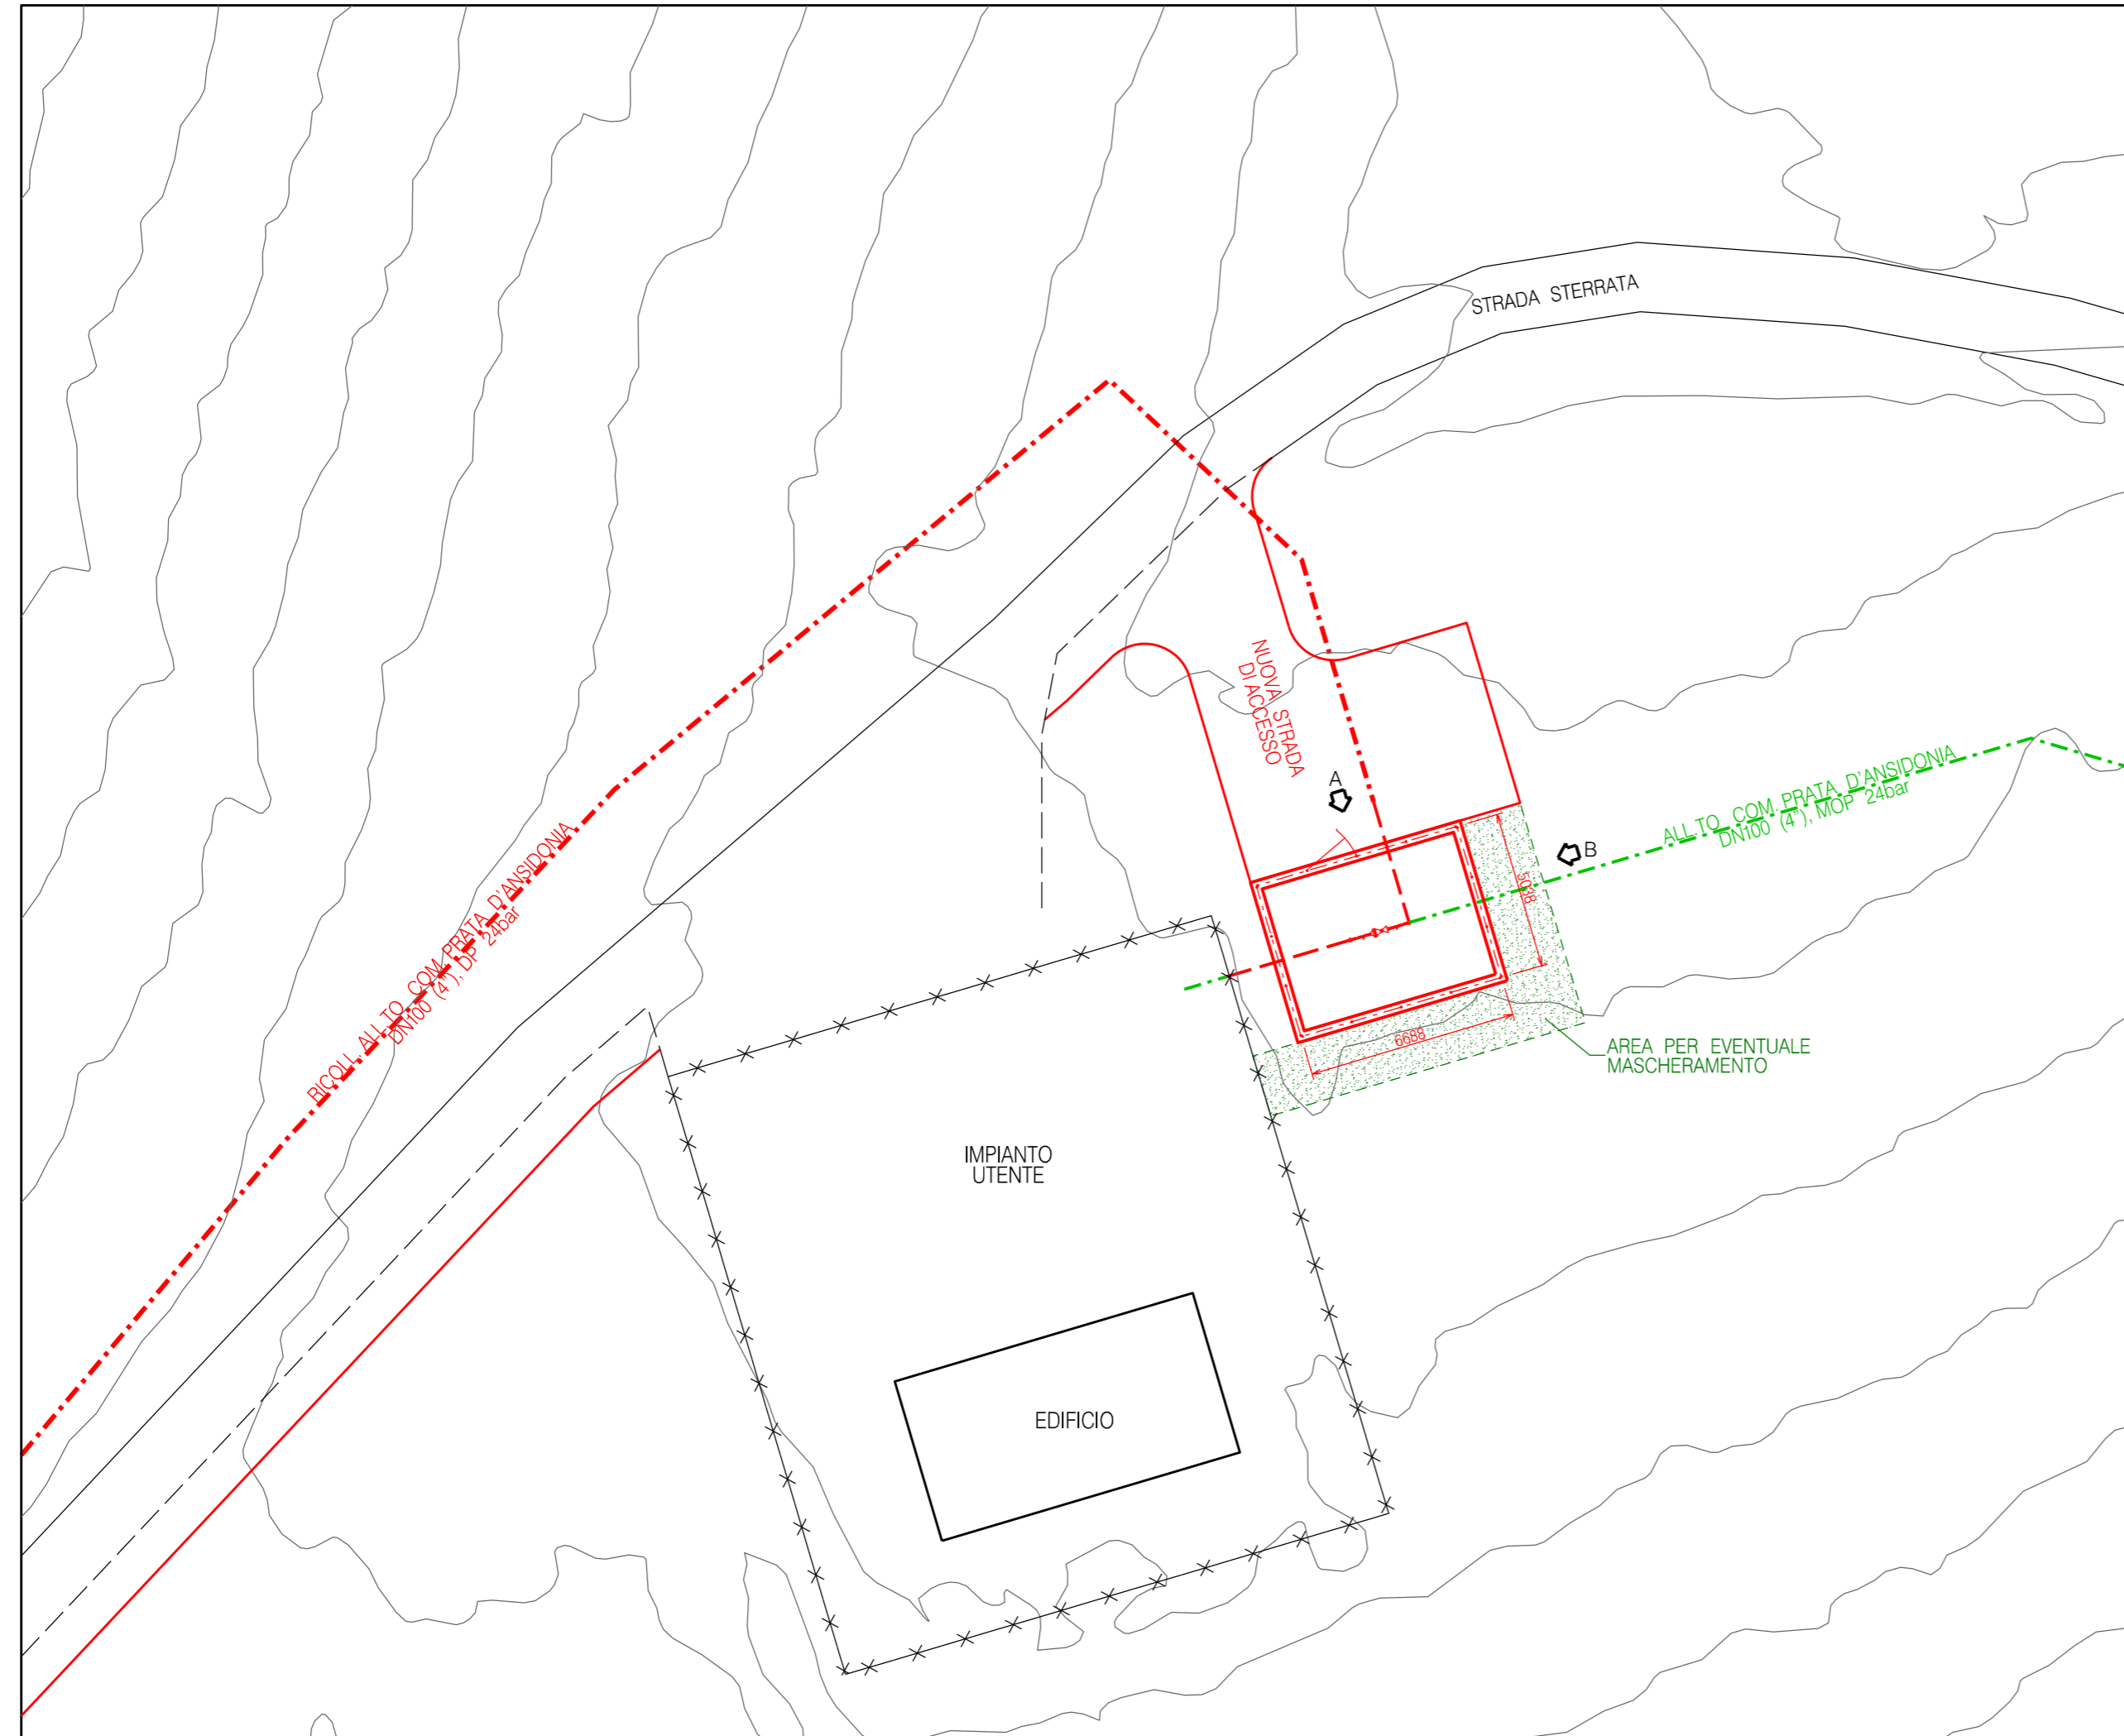 STRADA STERRATA
NUOVA STRADA
DI ACCESSO
A
B
ALL.TO COM. PRATA D'ANSIDONIA
DN100 (4"), MOP 24bar
RICOLL. ALL.TO COM. PRATA D'ANSIDONIA
DN100 (4"), DP 24bar
5088
6688
AREA PER EVENTUALE
MASCHERAMENTO
IMPIANTO
UTENTE
EDIFICIO